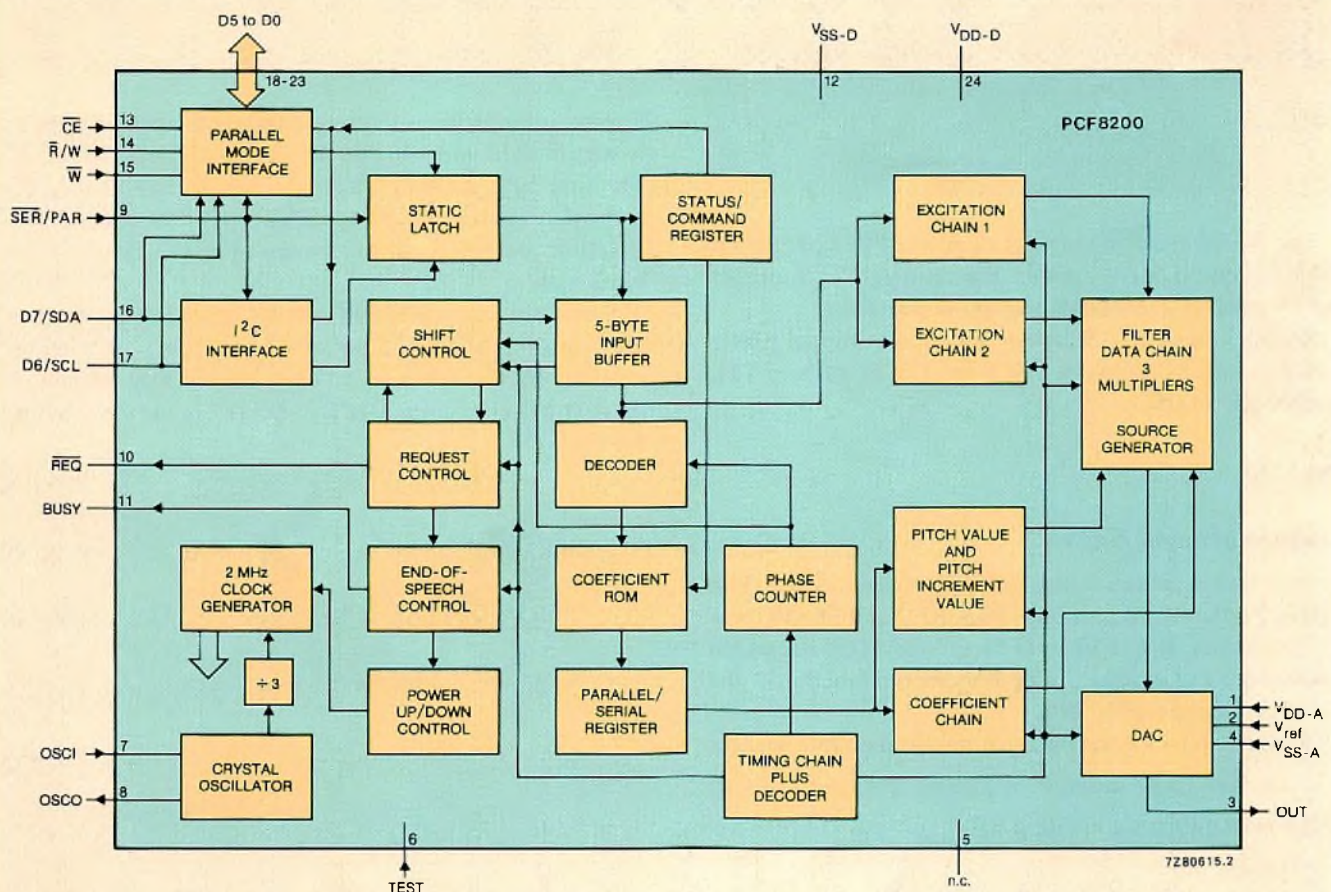 D5 to D0
V SS-D
V DD-D
18-23
12
24
PCF8200
CE
13
R/W
14
W
15
SER/PAR
9
D7/SDA
16
D6/SCL
17
REQ
10
BUSY
11
OSCI
7
OSCO
8
PARALLEL
MODE
INTERFACE
STATIC
LATCH
STATUS/
COMMAND
REGISTER
EXCITATION
CHAIN 1
I²C
INTERFACE
SHIFT
CONTROL
5-BYTE
INPUT
BUFFER
EXCITATION
CHAIN 2
FILTER
DATA CHAIN
3
MULTIPLIERS
SOURCE
GENERATOR
REQUEST
CONTROL
DECODER
2 MHz
CLOCK
GENERATOR
END-OF-
SPEECH
CONTROL
COEFFICIENT
ROM
PHASE
COUNTER
PITCH VALUE
AND
PITCH
INCREMENT
VALUE
÷3
POWER
UP/DOWN
CONTROL
PARALLEL/
SERIAL
REGISTER
COEFFICIENT
CHAIN
CRYSTAL
OSCILLATOR
TIMING CHAIN
PLUS
DECODER
DAC
1
V DD-A
2
V ref
4
V SS-A
3
OUT
6
TEST
5
n.c.
7Z80615.2